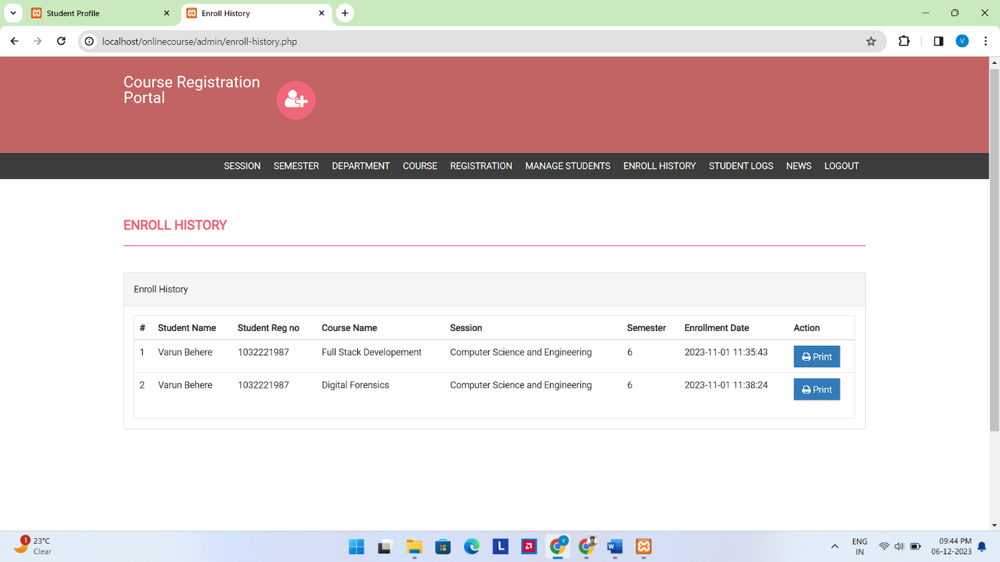 Student Profile
Enroll History
localhost/onlinecourse/admin/enroll-history.php
V
Course Registration
Portal
SESSION SEMESTER DEPARTMENT COURSE REGISTRATION MANAGE STUDENTS ENROLL HISTORY STUDENT LOGS NEWS LOGOUT
ENROLL HISTORY
Enroll History
# Student Name Student Reg no Course Name Session Semester Enrollment Date Action
1 Varun Behere 1032221987 Full Stack Developement Computer Science and Engineering 6 2023-11-01 11:35:43 Print
2 Varun Behere 1032221987 Digital Forensics Computer Science and Engineering 6 2023-11-01 11:38:24 Print
1 23°C
Clear
L
V
W
ENG
IN
09:44 PM
06-12-2023